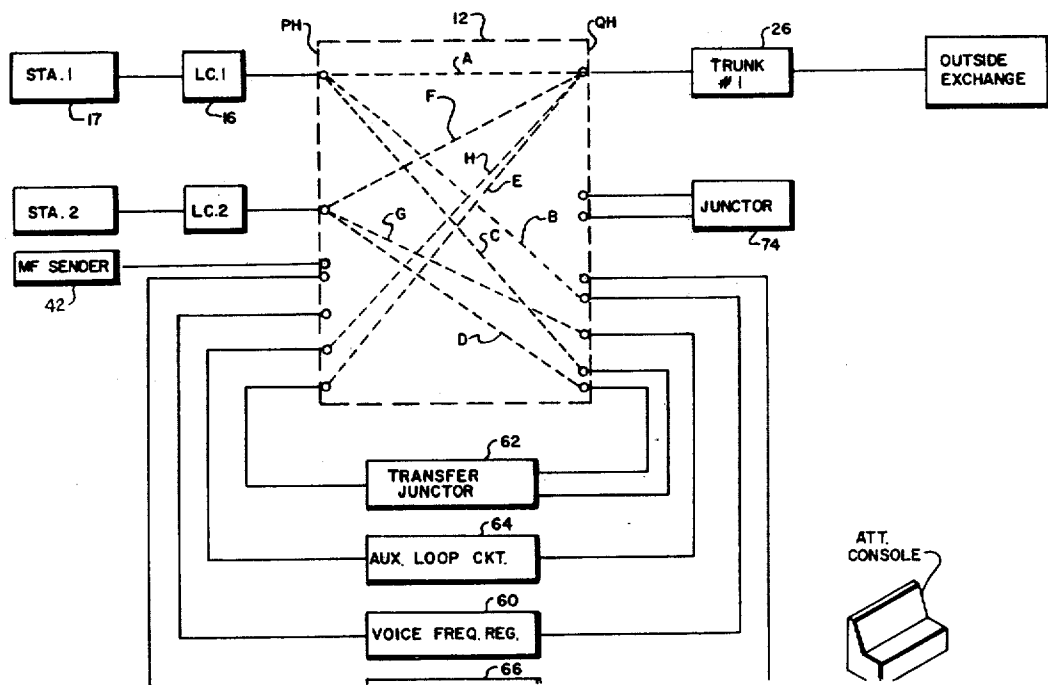 PH
12
QH
STA. 1
17
LC. 1
16
A
26
TRUNK
#1
OUTSIDE
EXCHANGE
F
H
E
STA. 2
LC. 2
G
C
B
JUNCTOR
74
MF SENDER
42
D
62
TRANSFER
JUNCTOR
64
AUX. LOOP CKT.
60
VOICE FREQ. REG.
66
ATT.
CONSOLE